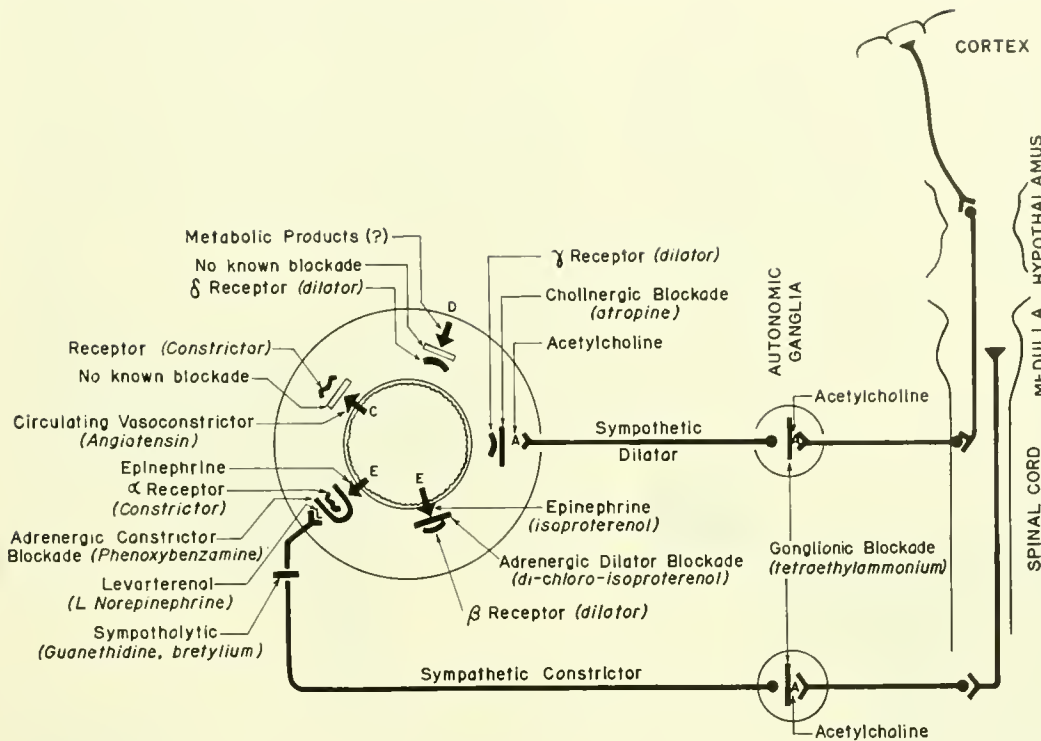 CORTEX
HYPOTHALAMUS
MEDULLA
SPINAL CORD
Metabolic Products (?)
No known blockade
δ Receptor (dilator)
D
Receptor (Constrictor)
No known blockade
Circulating Vasoconstrictor
(Angiotensin)
C
Epinephrine
E
α Receptor
(Constrictor)
Adrenergic Constrictor
Blockade (Phenoxybenzamine)
L
Levarterenol
(L Norepinephrine)
Sympatholytic
(Guanethidine, bretylium)
γ Receptor (dilator)
Cholinergic Blockade
(atropine)
Acetylcholine
A
Sympathetic
Dilator
E
Epinephrine
(isoproterenol)
Adrenergic Dilator Blockade
(di-chloro-isoproterenol)
β Receptor (dilator)
AUTONOMIC
GANGLIA
Acetylcholine
A
Ganglionic Blockade
(tetraethylammonium)
Sympathetic Constrictor
A
Acetylcholine